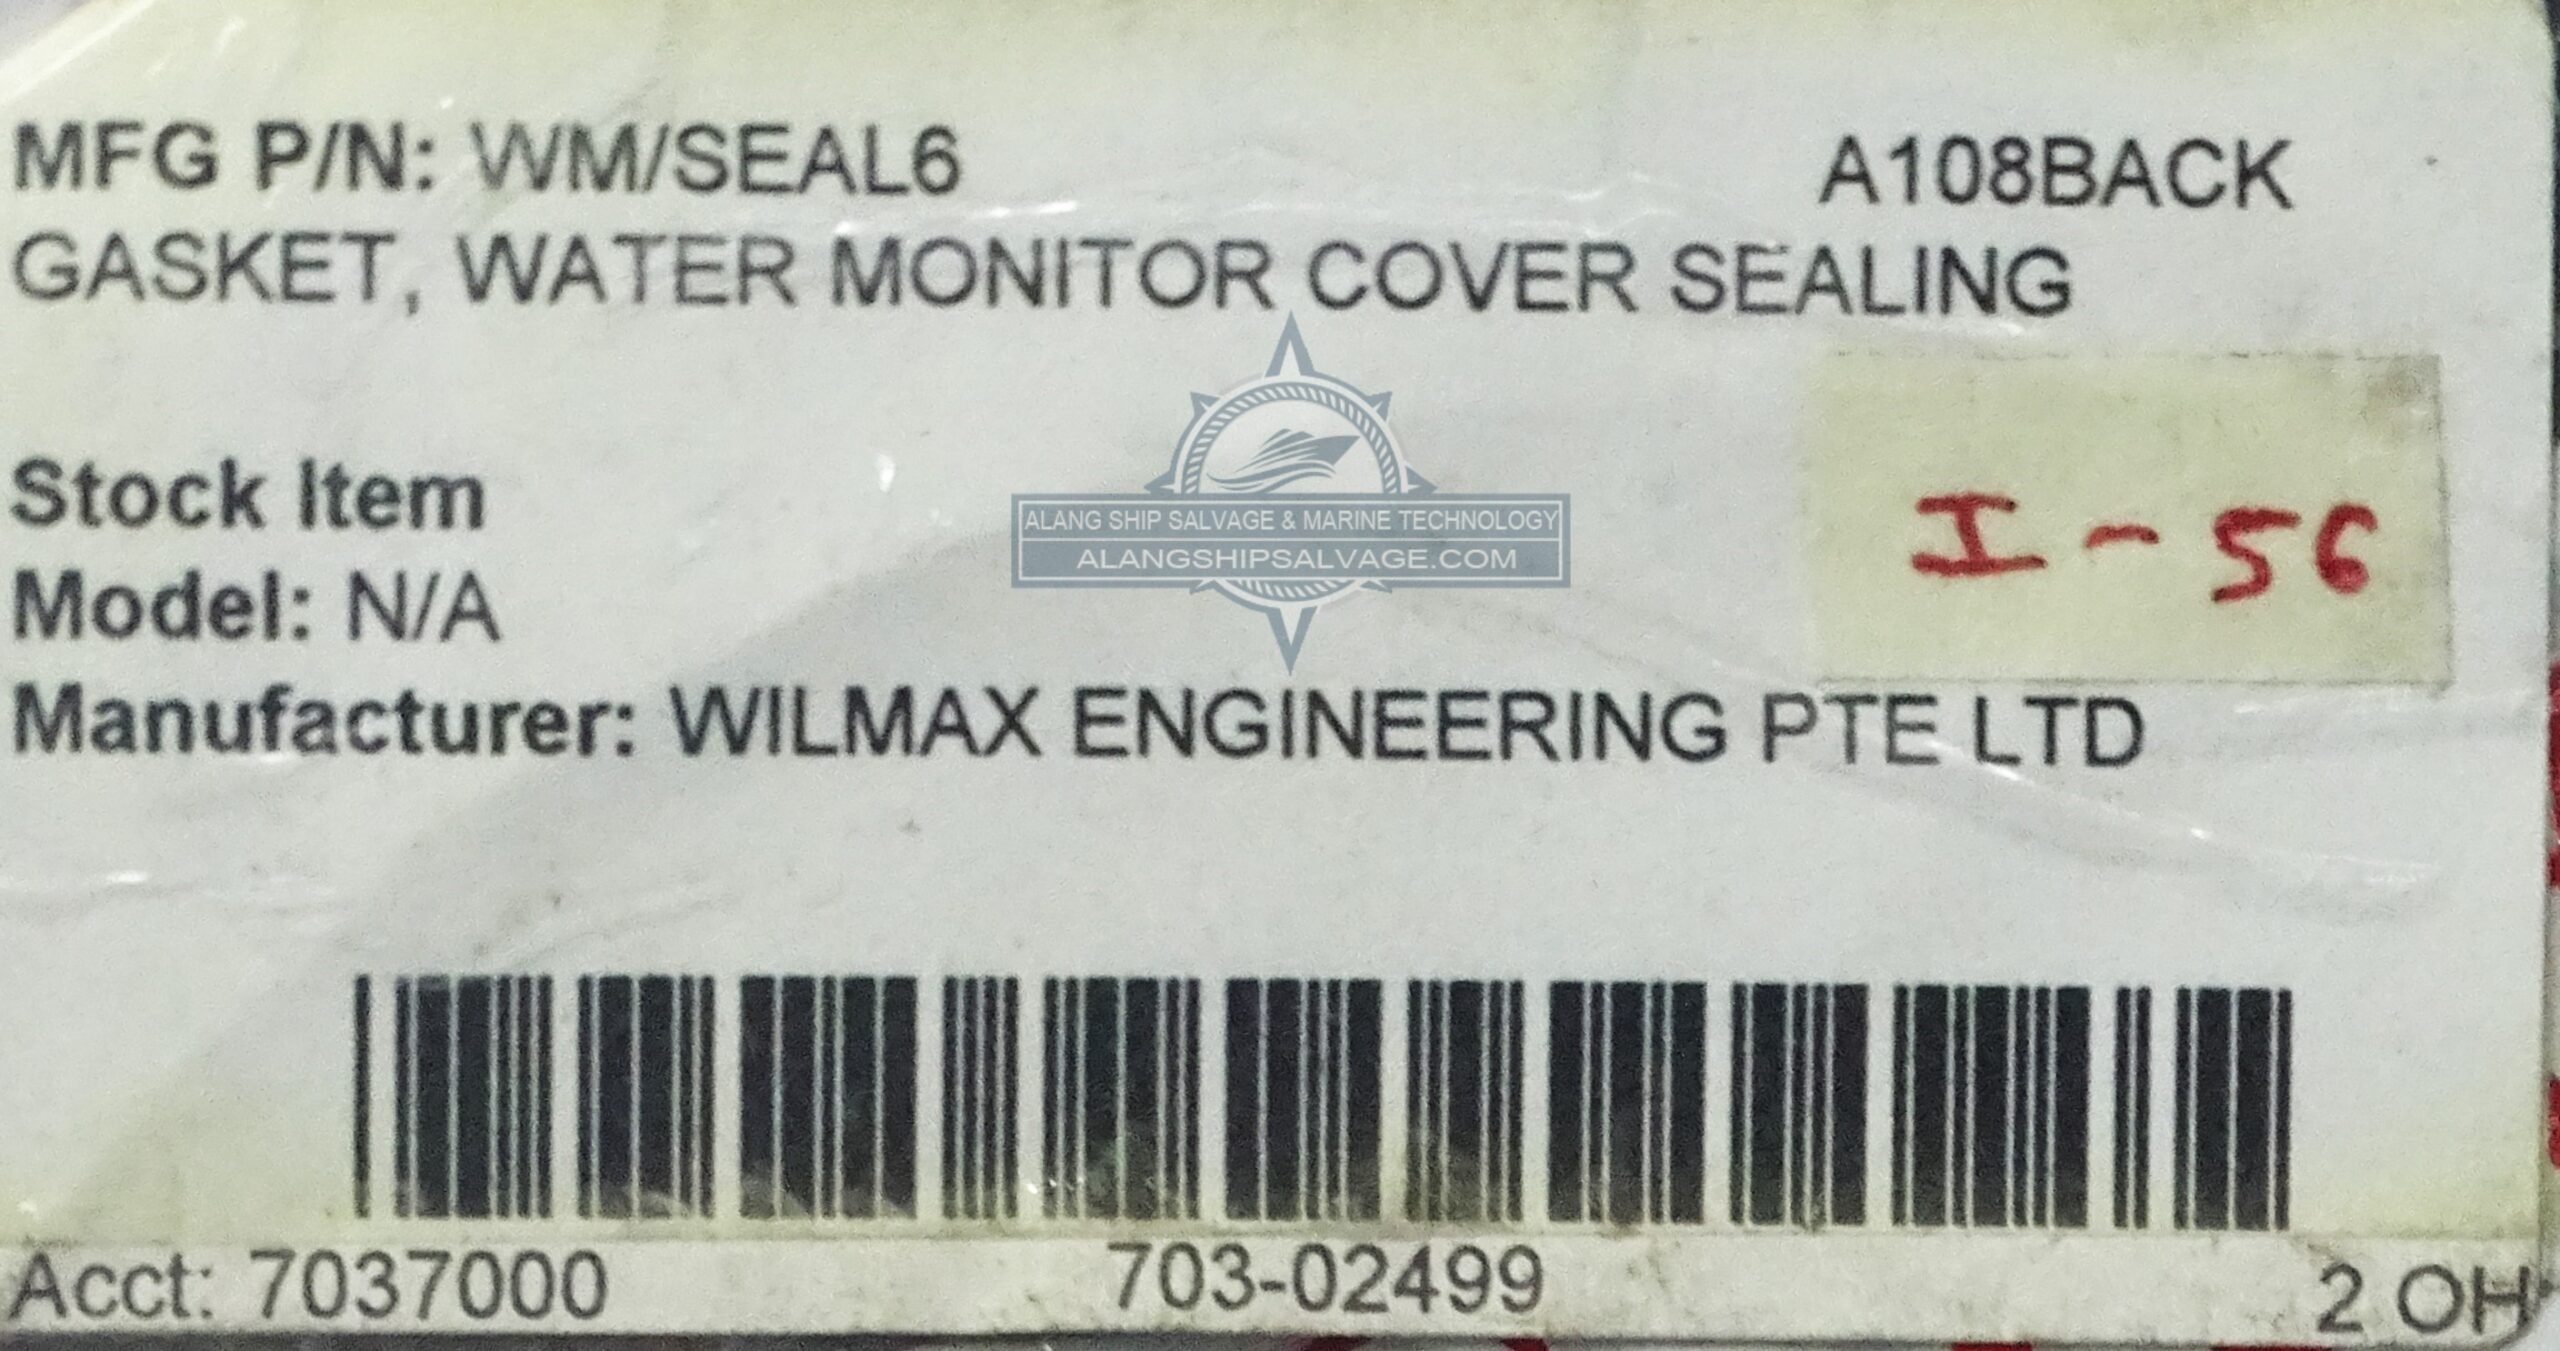 MFG P/N: WM/SEAL6 A108BACK
GASKET, WATER MONITOR COVER SEALING
ALANG SHIP SALVAGE & MARINE TECHNOLOGY
ALANGSHIPSALVAGE.COM
Stock Item
I-56
Model: N/A
Manufacturer: WILMAX ENGINEERING PTE LTD
Acct: 7037000 703-02499 2 OH